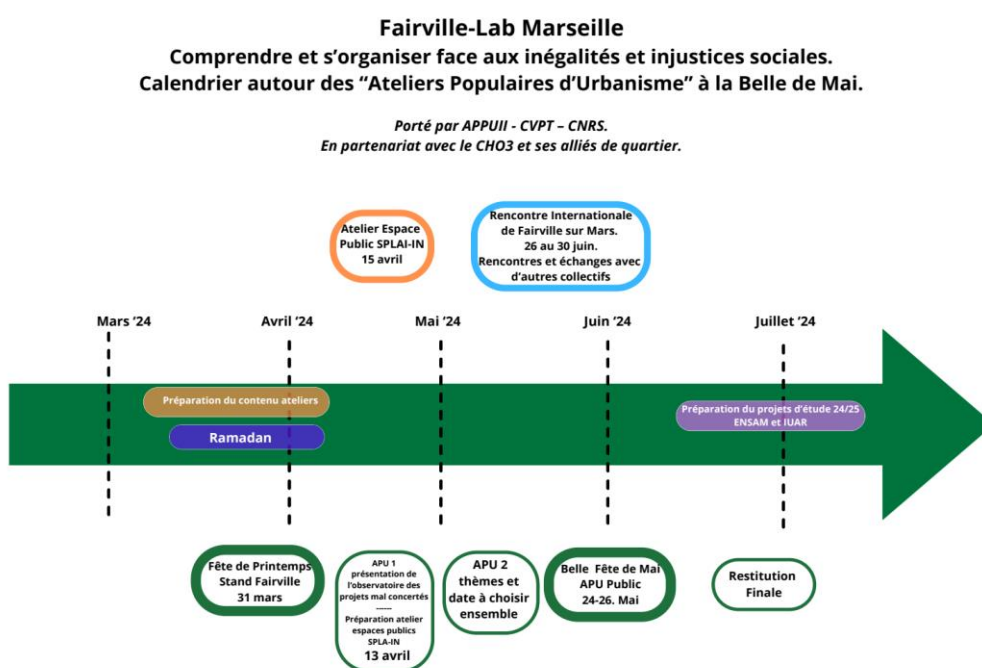 Fairville-Lab Marseille
Comprendre et s’organiser face aux inégalités et injustices sociales.
Calendrier autour des “Ateliers Populaires d’Urbanisme” à la Belle de Mai.
Porté par APPUII - CVPT – CNRS.
En partenariat avec le CHO3 et ses alliés de quartier.
Atelier Espace
Public SPLAI-IN
15 avril
Rencontre Internationale
de Fairville sur Mars.
26 au 30 juin.
Rencontres et échanges avec
d’autres collectifs
Mars ‘24
Avril ‘24
Mai ‘24
Juin ‘24
Juillet ‘24
Préparation du contenu ateliers
Ramadan
Préparation du projets d’étude 24/25
ENSAM et IUAR
Fête de Printemps
Stand Fairville
31 mars
APU 1
présentation de
l’observatoire des
projets mal concertés
------
Préparation atelier
espaces publics
SPLA-IN
13 avril
APU 2
thèmes et
date à choisir
ensemble
Belle Fête de Mai
APU Public
24-26. Mai
Restitution
Finale